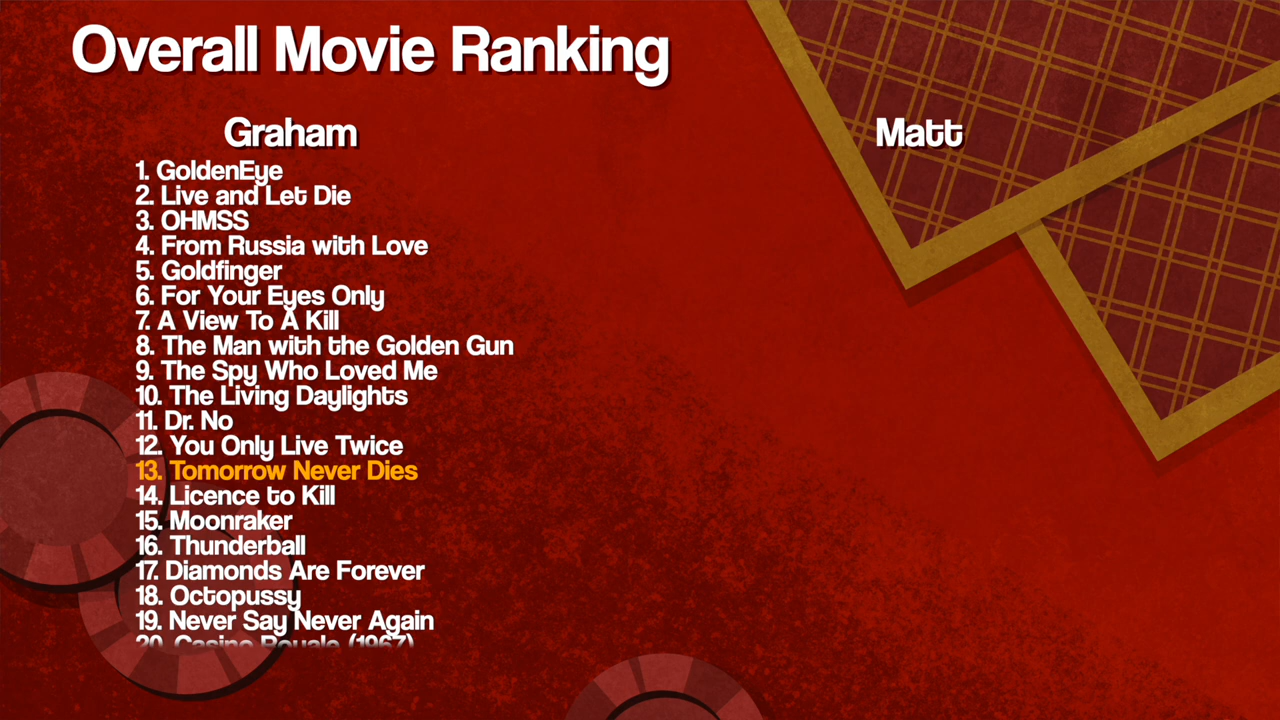 Overall Movie Ranking
Graham
Matt
1. GoldenEye
2. Live and Let Die
3. OHMSS
4. From Russia with Love
5. Goldfinger
6. For Your Eyes Only
7. A View To A Kill
8. The Man with the Golden Gun
9. The Spy Who Loved Me
10. The Living Daylights
11. Dr. No
12. You Only Live Twice
13. Tomorrow Never Dies
14. Licence to Kill
15. Moonraker
16. Thunderball
17. Diamonds Are Forever
18. Octopussy
19. Never Say Never Again
20. Casino Royale (1967)